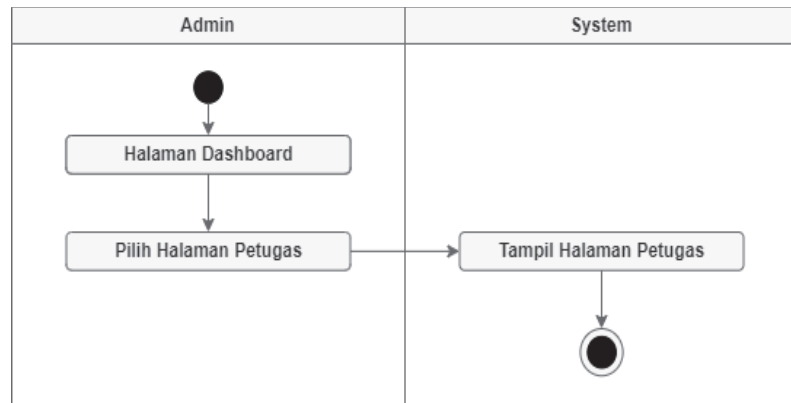 Admin
System
Halaman Dashboard
Pilih Halaman Petugas
Tampil Halaman Petugas